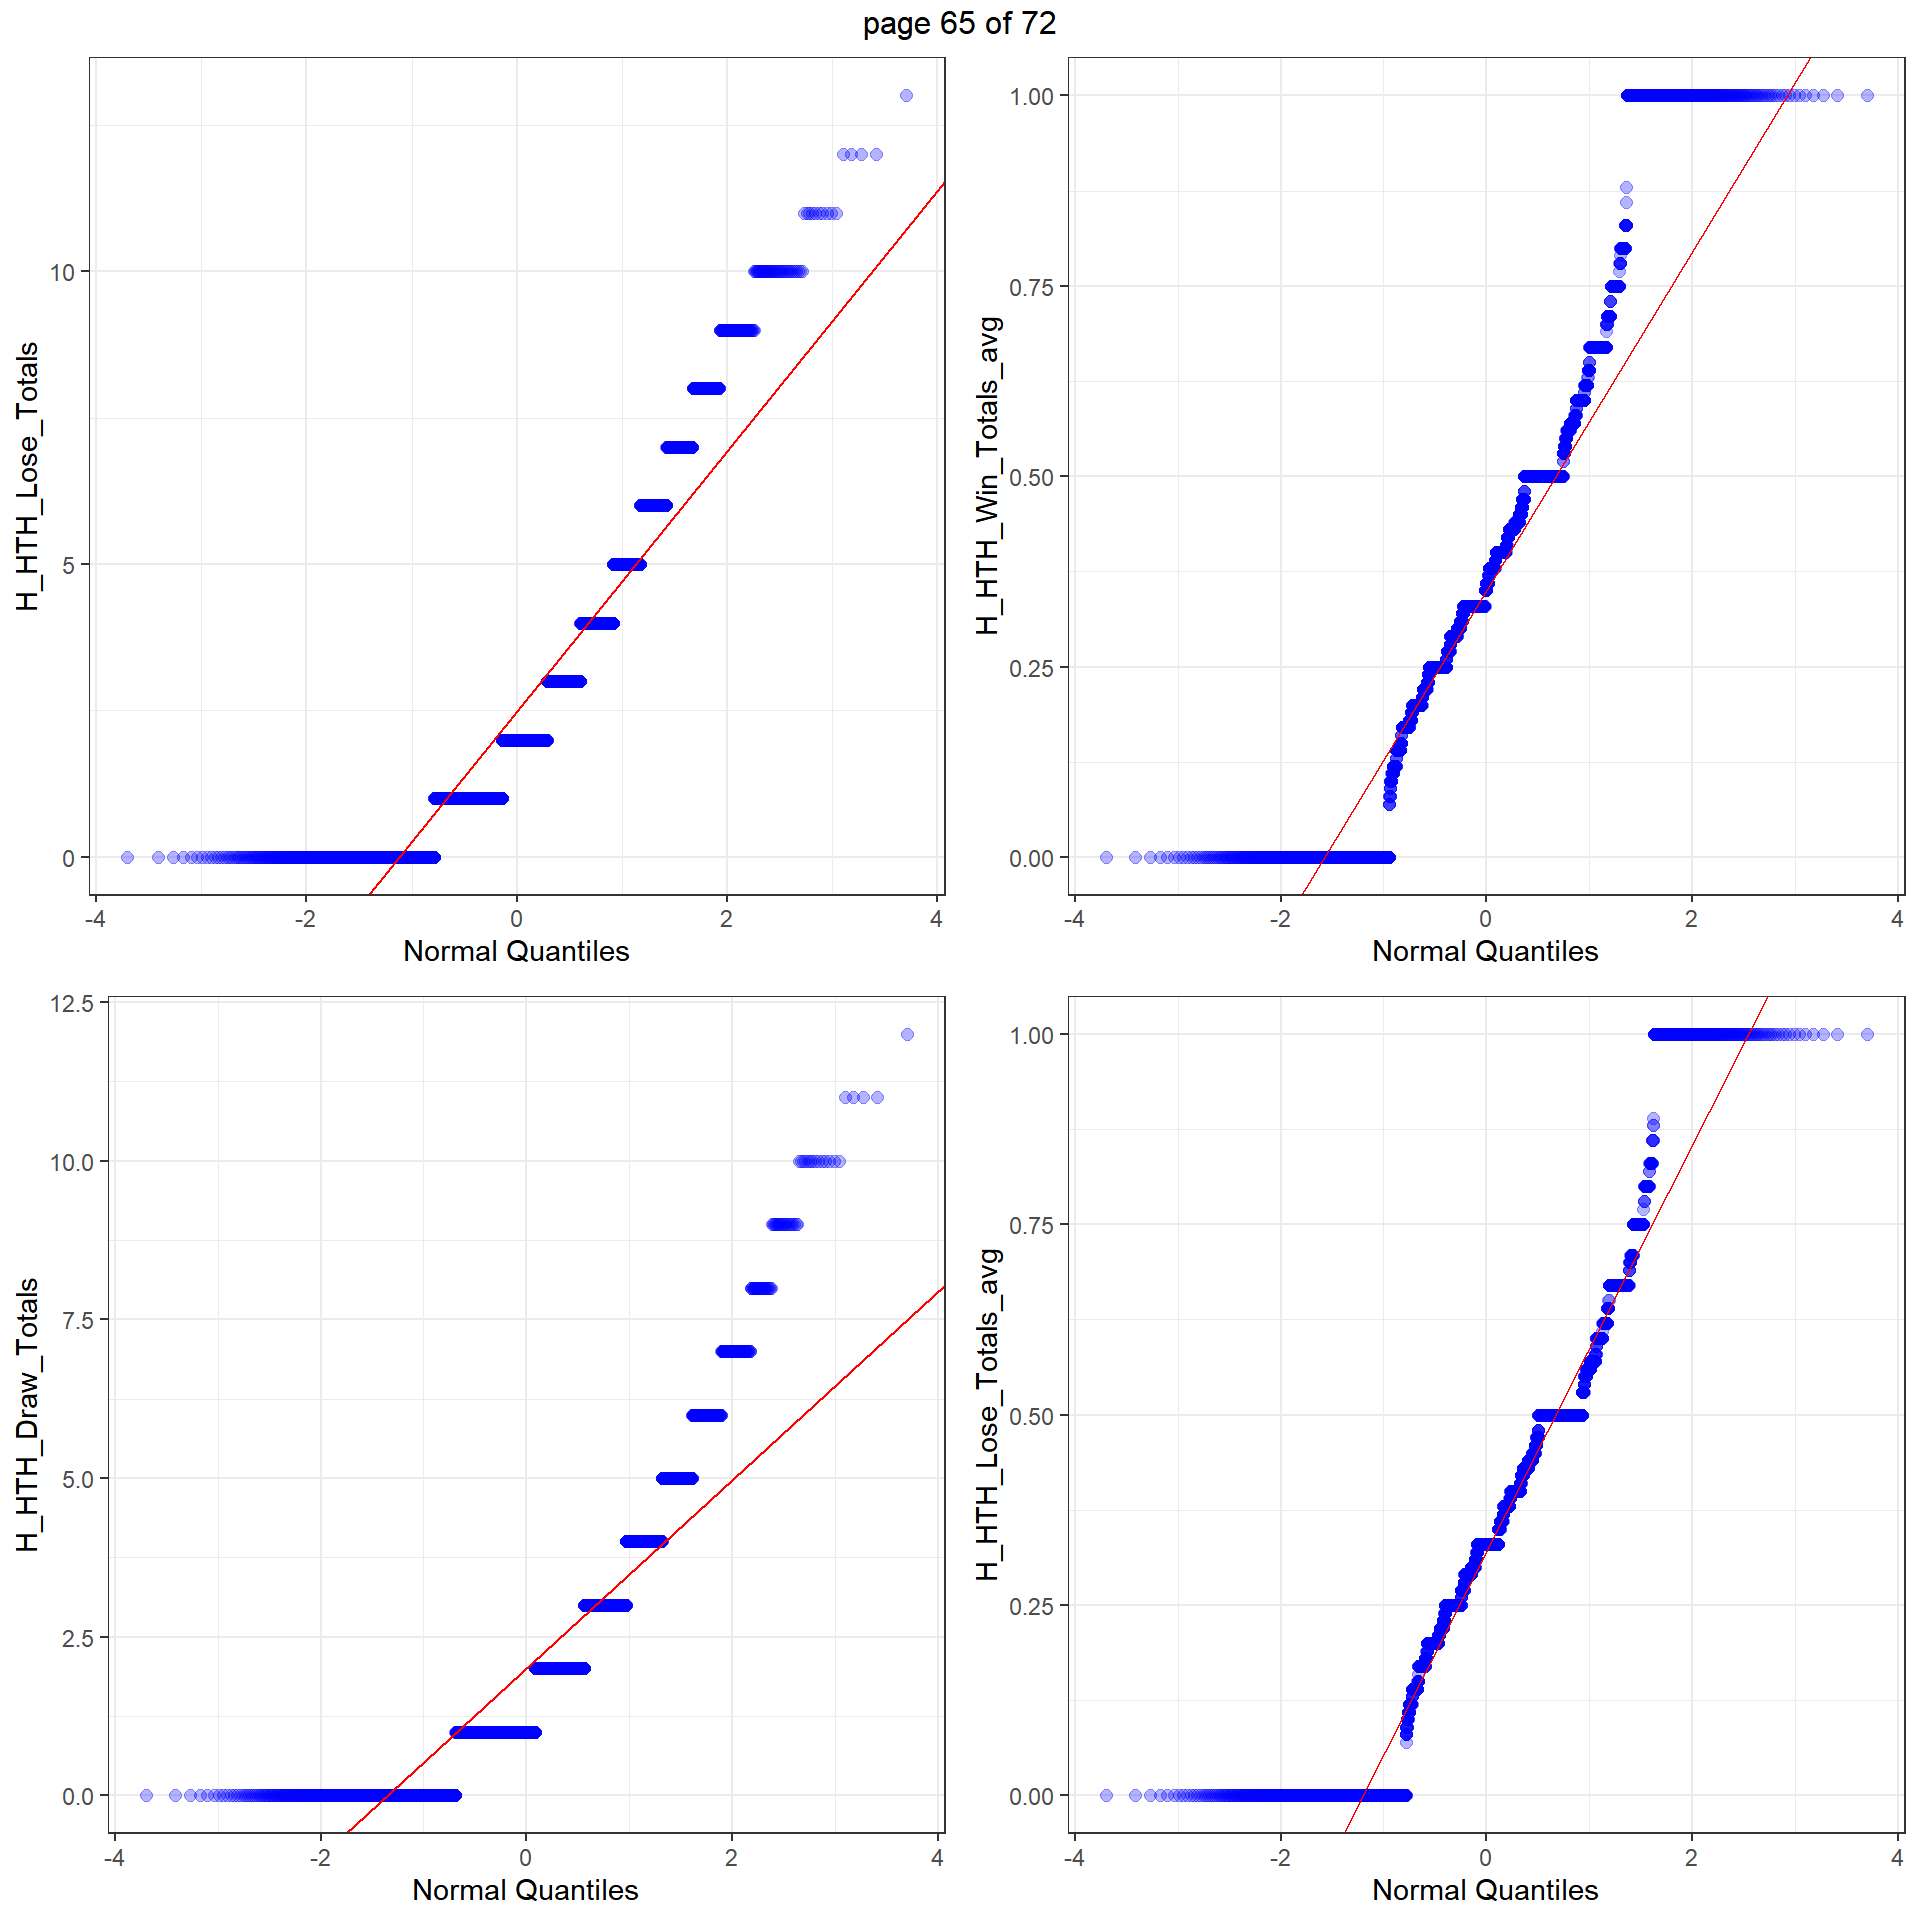 page 65 of 72
H_HTH_Lose_Totals
10
5
0
-4 -2 0 2 4
Normal Quantiles
H_HTH_Win_Totals_avg
1.00
0.75
0.50
0.25
0.00
-4 -2 0 2 4
Normal Quantiles
H_HTH_Draw_Totals
12.5
10.0
7.5
5.0
2.5
0.0
-4 -2 0 2 4
Normal Quantiles
H_HTH_Lose_Totals_avg
1.00
0.75
0.50
0.25
0.00
-4 -2 0 2 4
Normal Quantiles